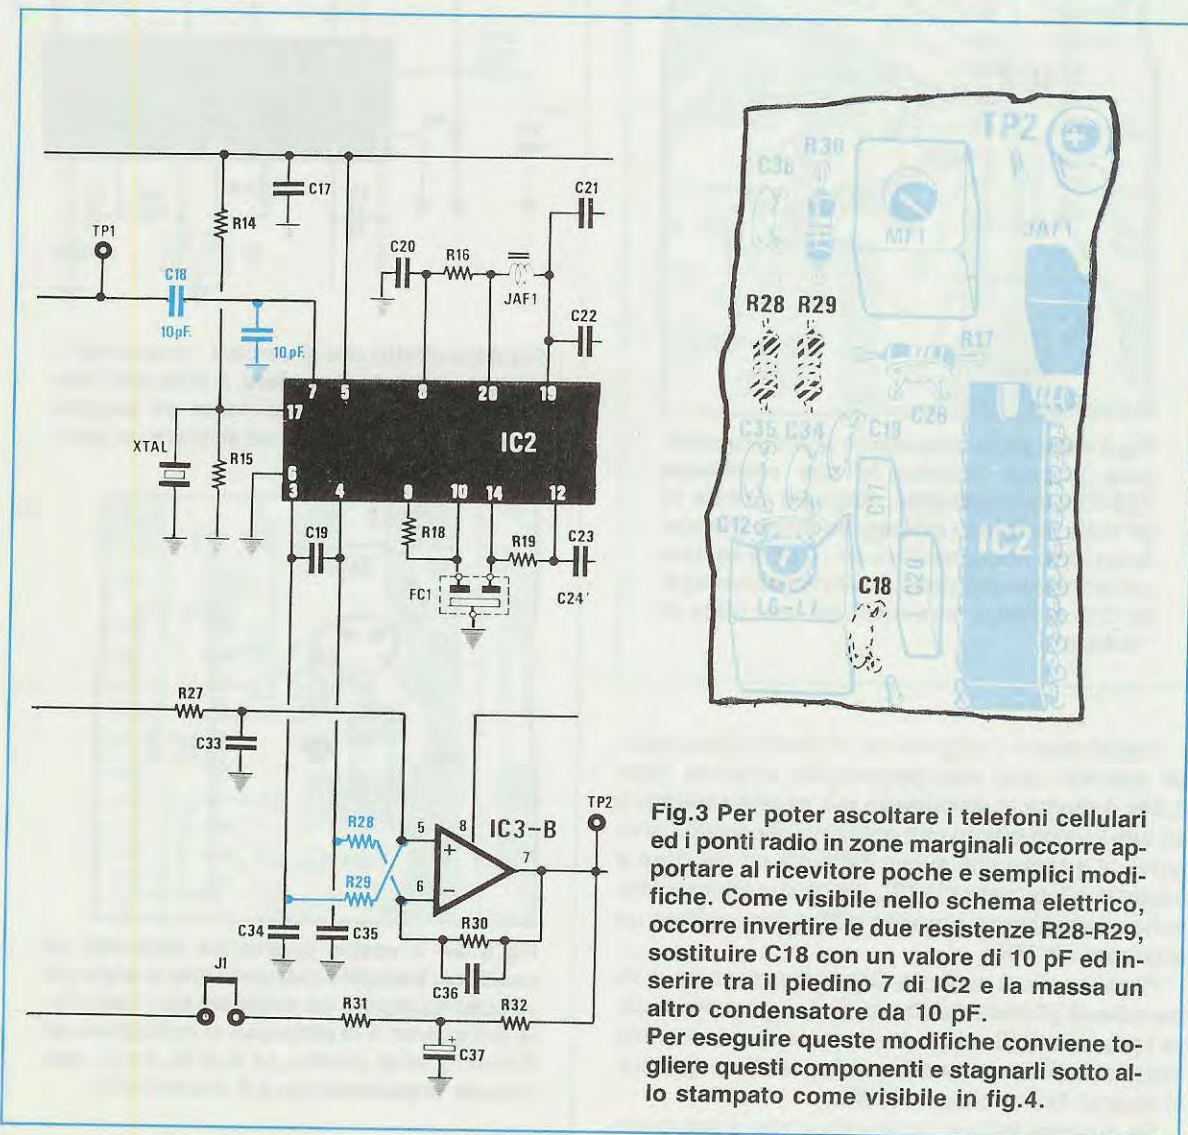 C17
C21
R14
TP1
C20
R16
C18
JAF1
C22
10pF.
10pF.
7 5 8 20 19
17
IC2
XTAL
R15
6
3 4 9 10 14 12
C19
R18
R19
C23
FC1
C24'
R27
C33
TP2
R28
5
8
IC3-B
+
7
R29
6
−
R30
C34
C35
J1
C36
R31
R32
+
C37
TP2
R30
C36
MF1
JAF1
R28 R29
R17
C26
C35 C34 C19
C17
C12
IC2
C20
C18
L6-L7
Fig.3 Per poter ascoltare i telefoni cellulari
ed i ponti radio in zone marginali occorre ap-
portare al ricevitore poche e semplici modi-
fiche. Come visibile nello schema elettrico,
occorre invertire le due resistenze R28-R29,
sostituire C18 con un valore di 10 pF ed in-
serire tra il piedino 7 di IC2 e la massa un
altro condensatore da 10 pF.
Per eseguire queste modifiche conviene to-
gliere questi componenti e stagnarli sotto al-
lo stampato come visibile in fig.4.